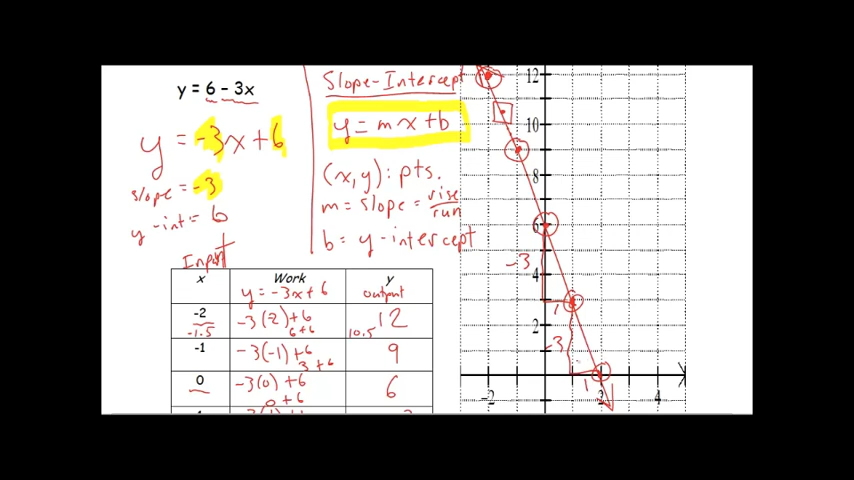 y = 6 - 3x
y = -3x + 6
slope = -3
y-int = 6
Slope-Intercept
y = mx + b
(x,y): pts.
m = slope = rise/run
b = y-intercept
Input
x Work y
y = -3x + 6 output
-2 -3(-2)+6 12
-1.5 6+6 10.5
-1 -3(-1)+6 9
3+6
0 -3(0)+6 6
0+6
12
10
8
6
-3
4
1
2
-3
1
-2 2 4